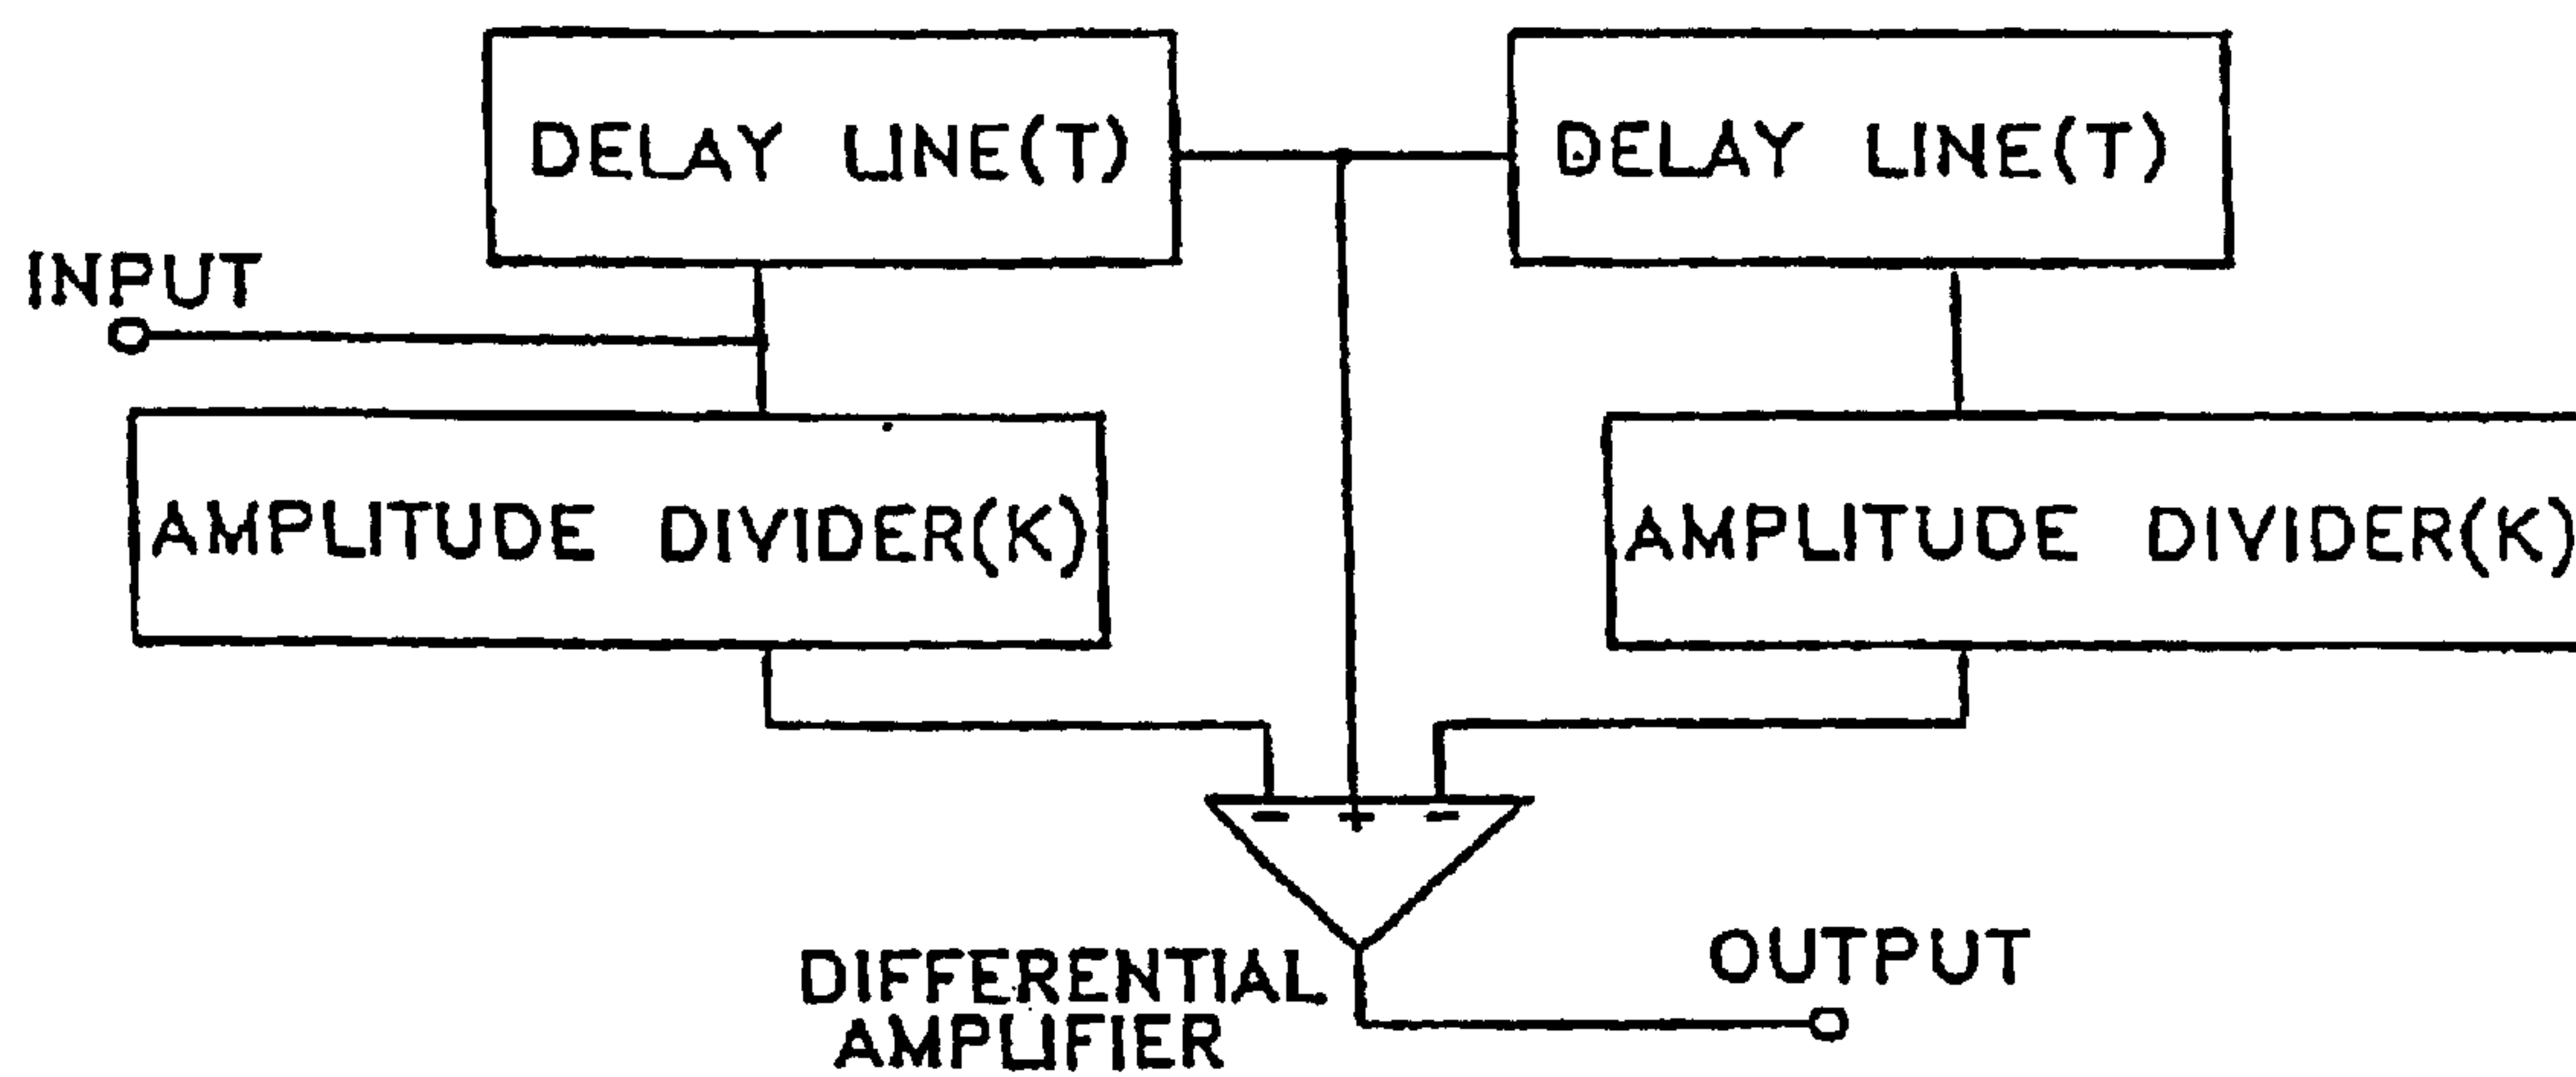 DELAY LINE(T)
DELAY LINE(T)
INPUT
AMPLITUDE DIVIDER(K)
AMPLITUDE DIVIDER(K)
- + -
DIFFERENTIAL
AMPLIFIER
OUTPUT